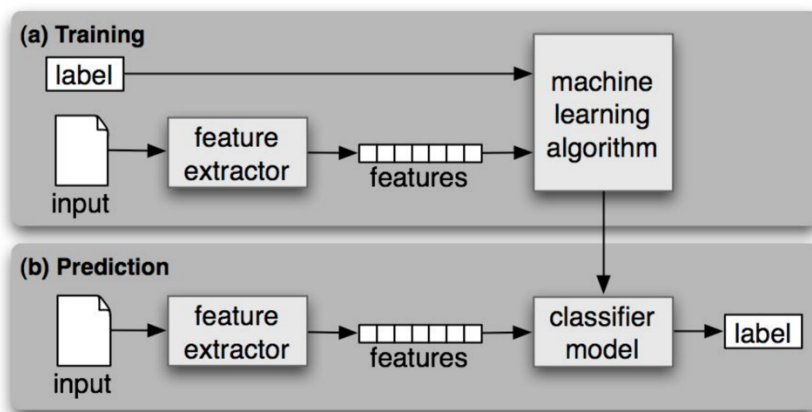 (a) Training
label
machine
learning
algorithm
feature
extractor
features
input
(b) Prediction
feature
extractor
features
input
classifier
model
label